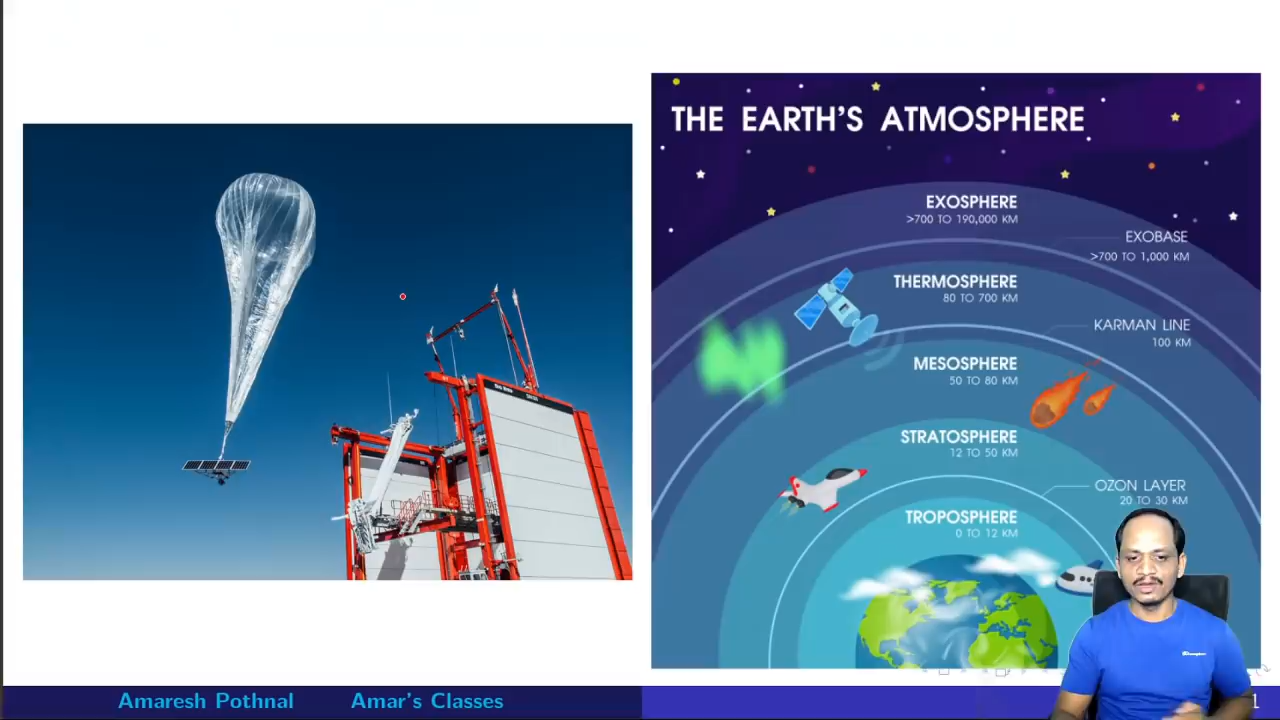 THE EARTH'S ATMOSPHERE
EXOSPHERE
>700 TO 190,000 KM
EXOBASE
>700 TO 1,000 KM
THERMOSPHERE
80 TO 700 KM
KARMAN LINE
100 KM
MESOSPHERE
50 TO 80 KM
STRATOSPHERE
12 TO 50 KM
OZON LAYER
20 TO 30 KM
TROPOSPHERE
0 TO 12 KM
Amaresh Pothnal Amar's Classes
1